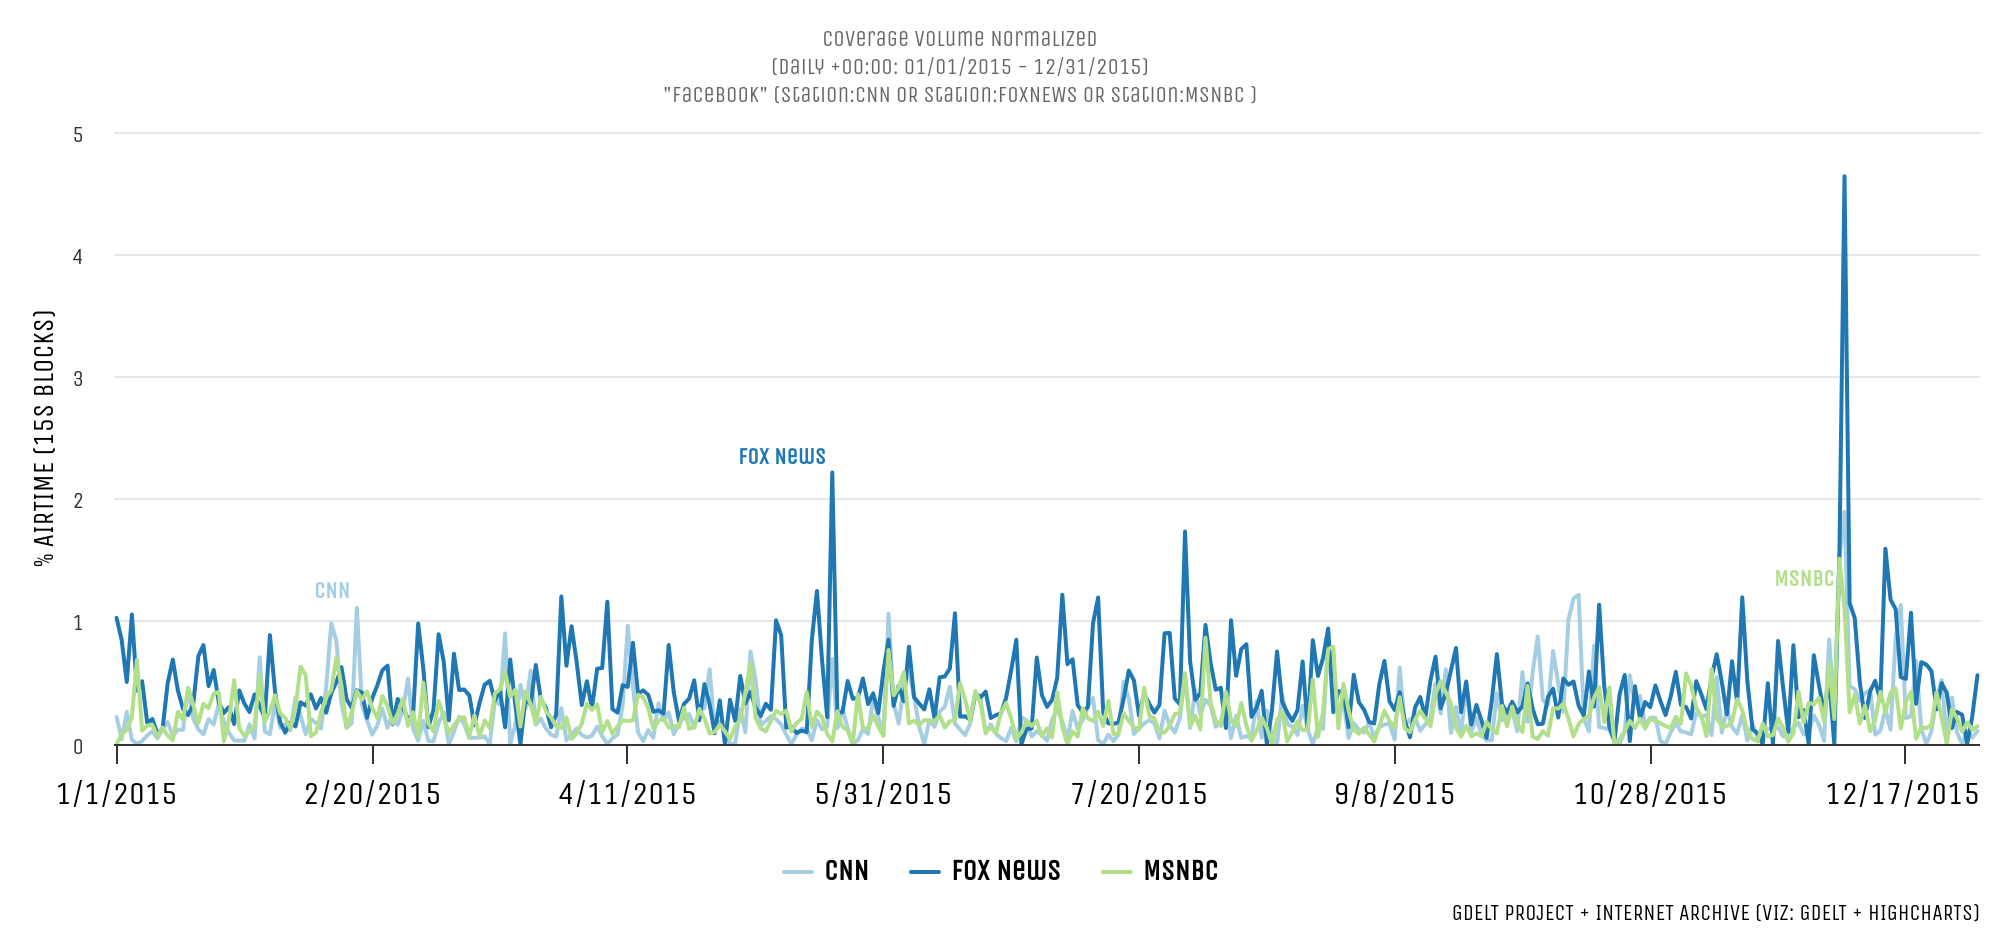 Coverage Volume Normalized
(Daily +00:00: 01/01/2015 - 12/31/2015)
"Facebook" (Station:CNN OR Station:FOXNEWS OR Station:MSNBC )
% AIRTIME (15S BLOCKS)
5
4
3
2
1
0
CNN
FOX News
MSNBC
1/1/2015
2/20/2015
4/11/2015
5/31/2015
7/20/2015
9/8/2015
10/28/2015
12/17/2015
CNN
FOX News
MSNBC
GDELT PROJECT + INTERNET ARCHIVE (VIZ: GDELT + HIGHCHARTS)